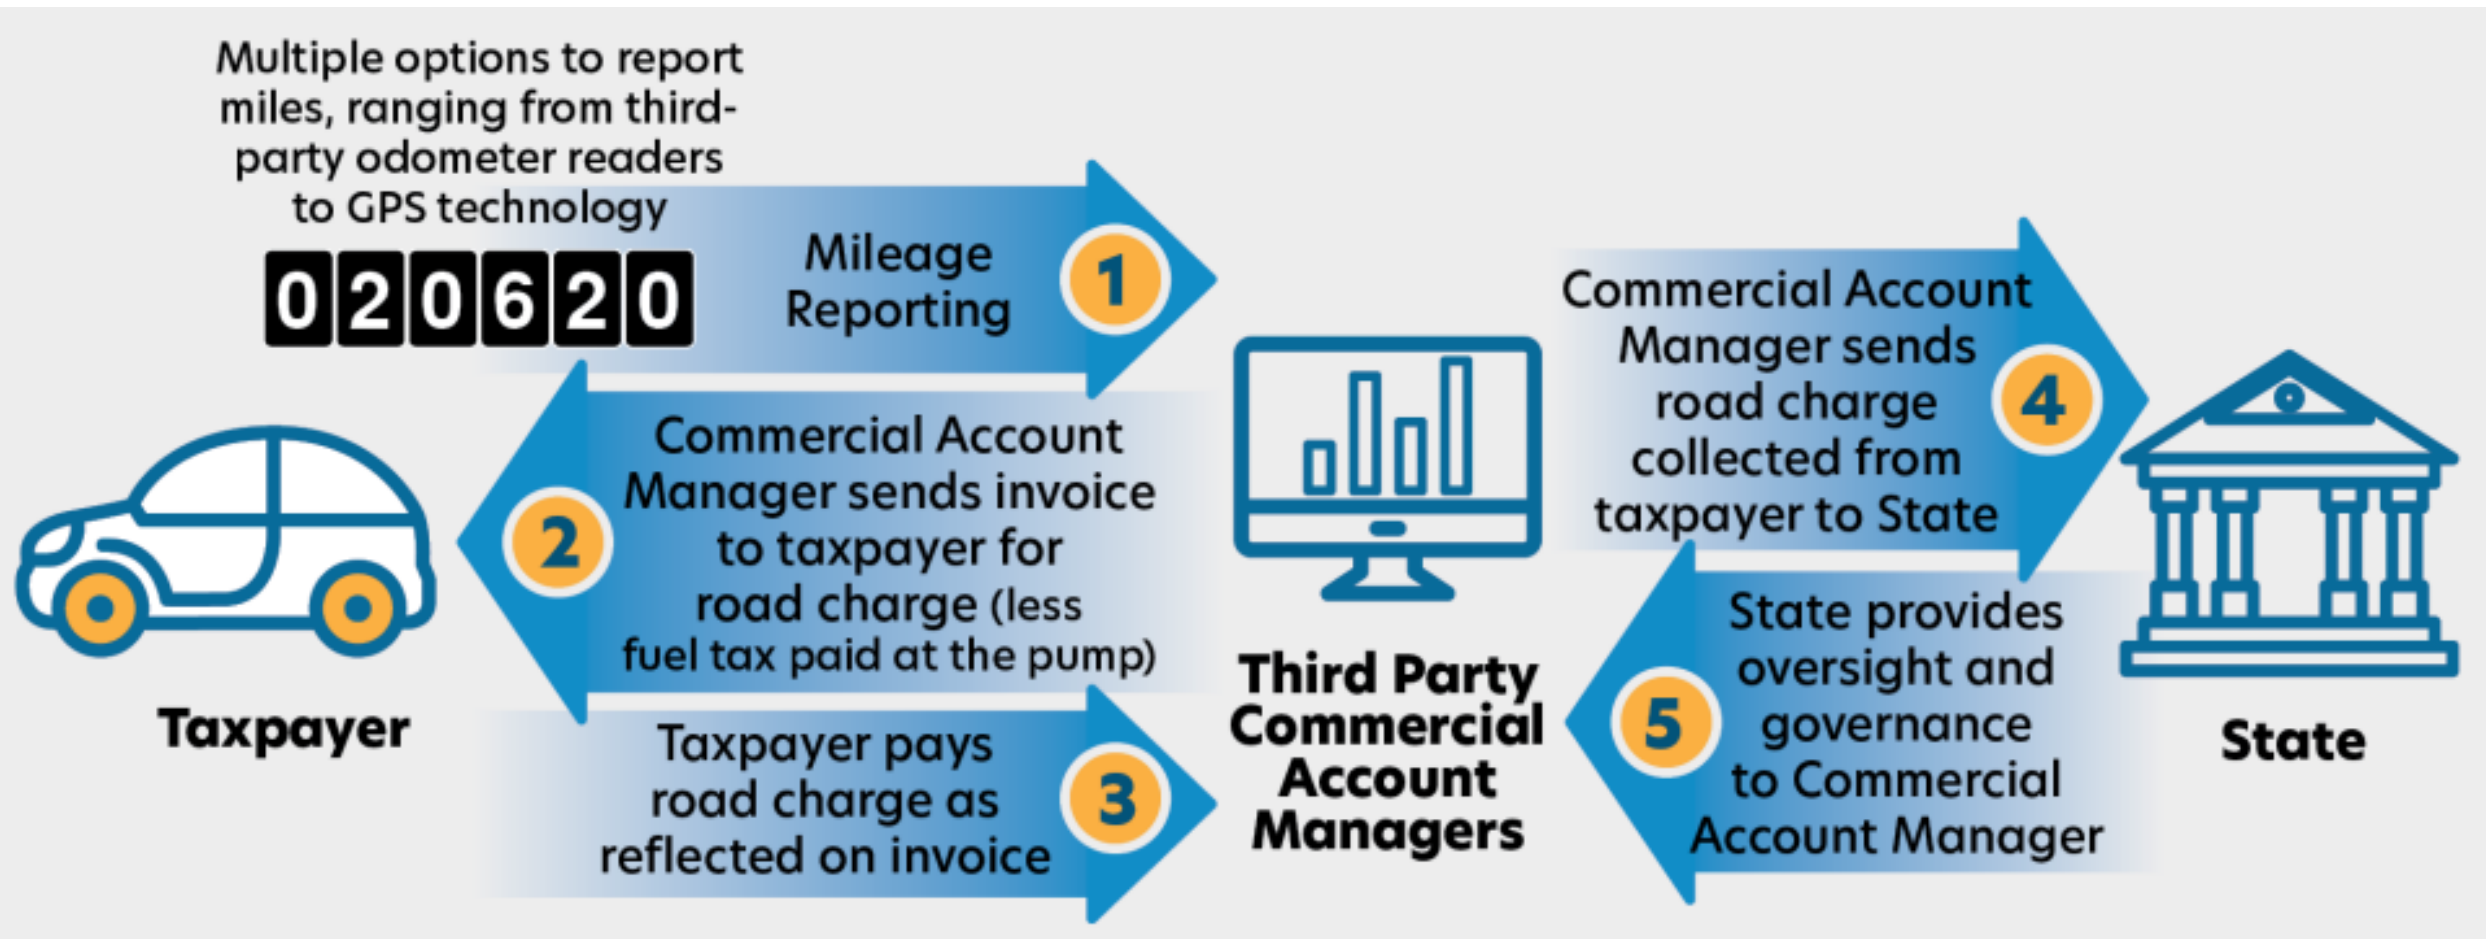 Multiple options to report
miles, ranging from third-
party odometer readers
to GPS technology
020620
Mileage
Reporting
1
2
Commercial Account
Manager sends invoice
to taxpayer for
road charge (less
fuel tax paid at the pump)
Taxpayer pays
road charge as
reflected on invoice
3
Taxpayer
Third Party
Commercial
Account
Managers
Commercial Account
Manager sends
road charge
collected from
taxpayer to State
4
5
State provides
oversight and
governance
to Commercial
Account Manager
State